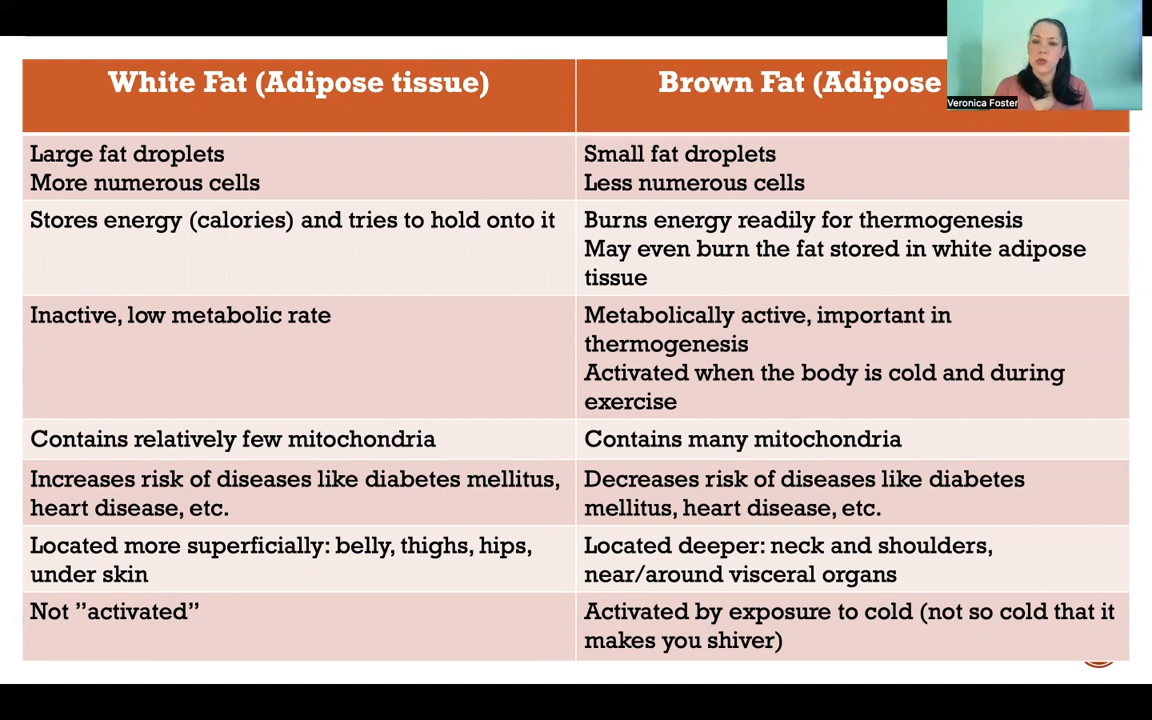 White Fat (Adipose tissue)
Brown Fat (Adipose
Veronica Foster
Large fat droplets
More numerous cells
Small fat droplets
Less numerous cells
Stores energy (calories) and tries to hold onto it
Burns energy readily for thermogenesis
May even burn the fat stored in white adipose
tissue
Inactive, low metabolic rate
Metabolically active, important in
thermogenesis
Activated when the body is cold and during
exercise
Contains relatively few mitochondria
Contains many mitochondria
Increases risk of diseases like diabetes mellitus,
heart disease, etc.
Decreases risk of diseases like diabetes
mellitus, heart disease, etc.
Located more superficially: belly, thighs, hips,
under skin
Located deeper: neck and shoulders,
near/around visceral organs
Not ”activated”
Activated by exposure to cold (not so cold that it
makes you shiver)